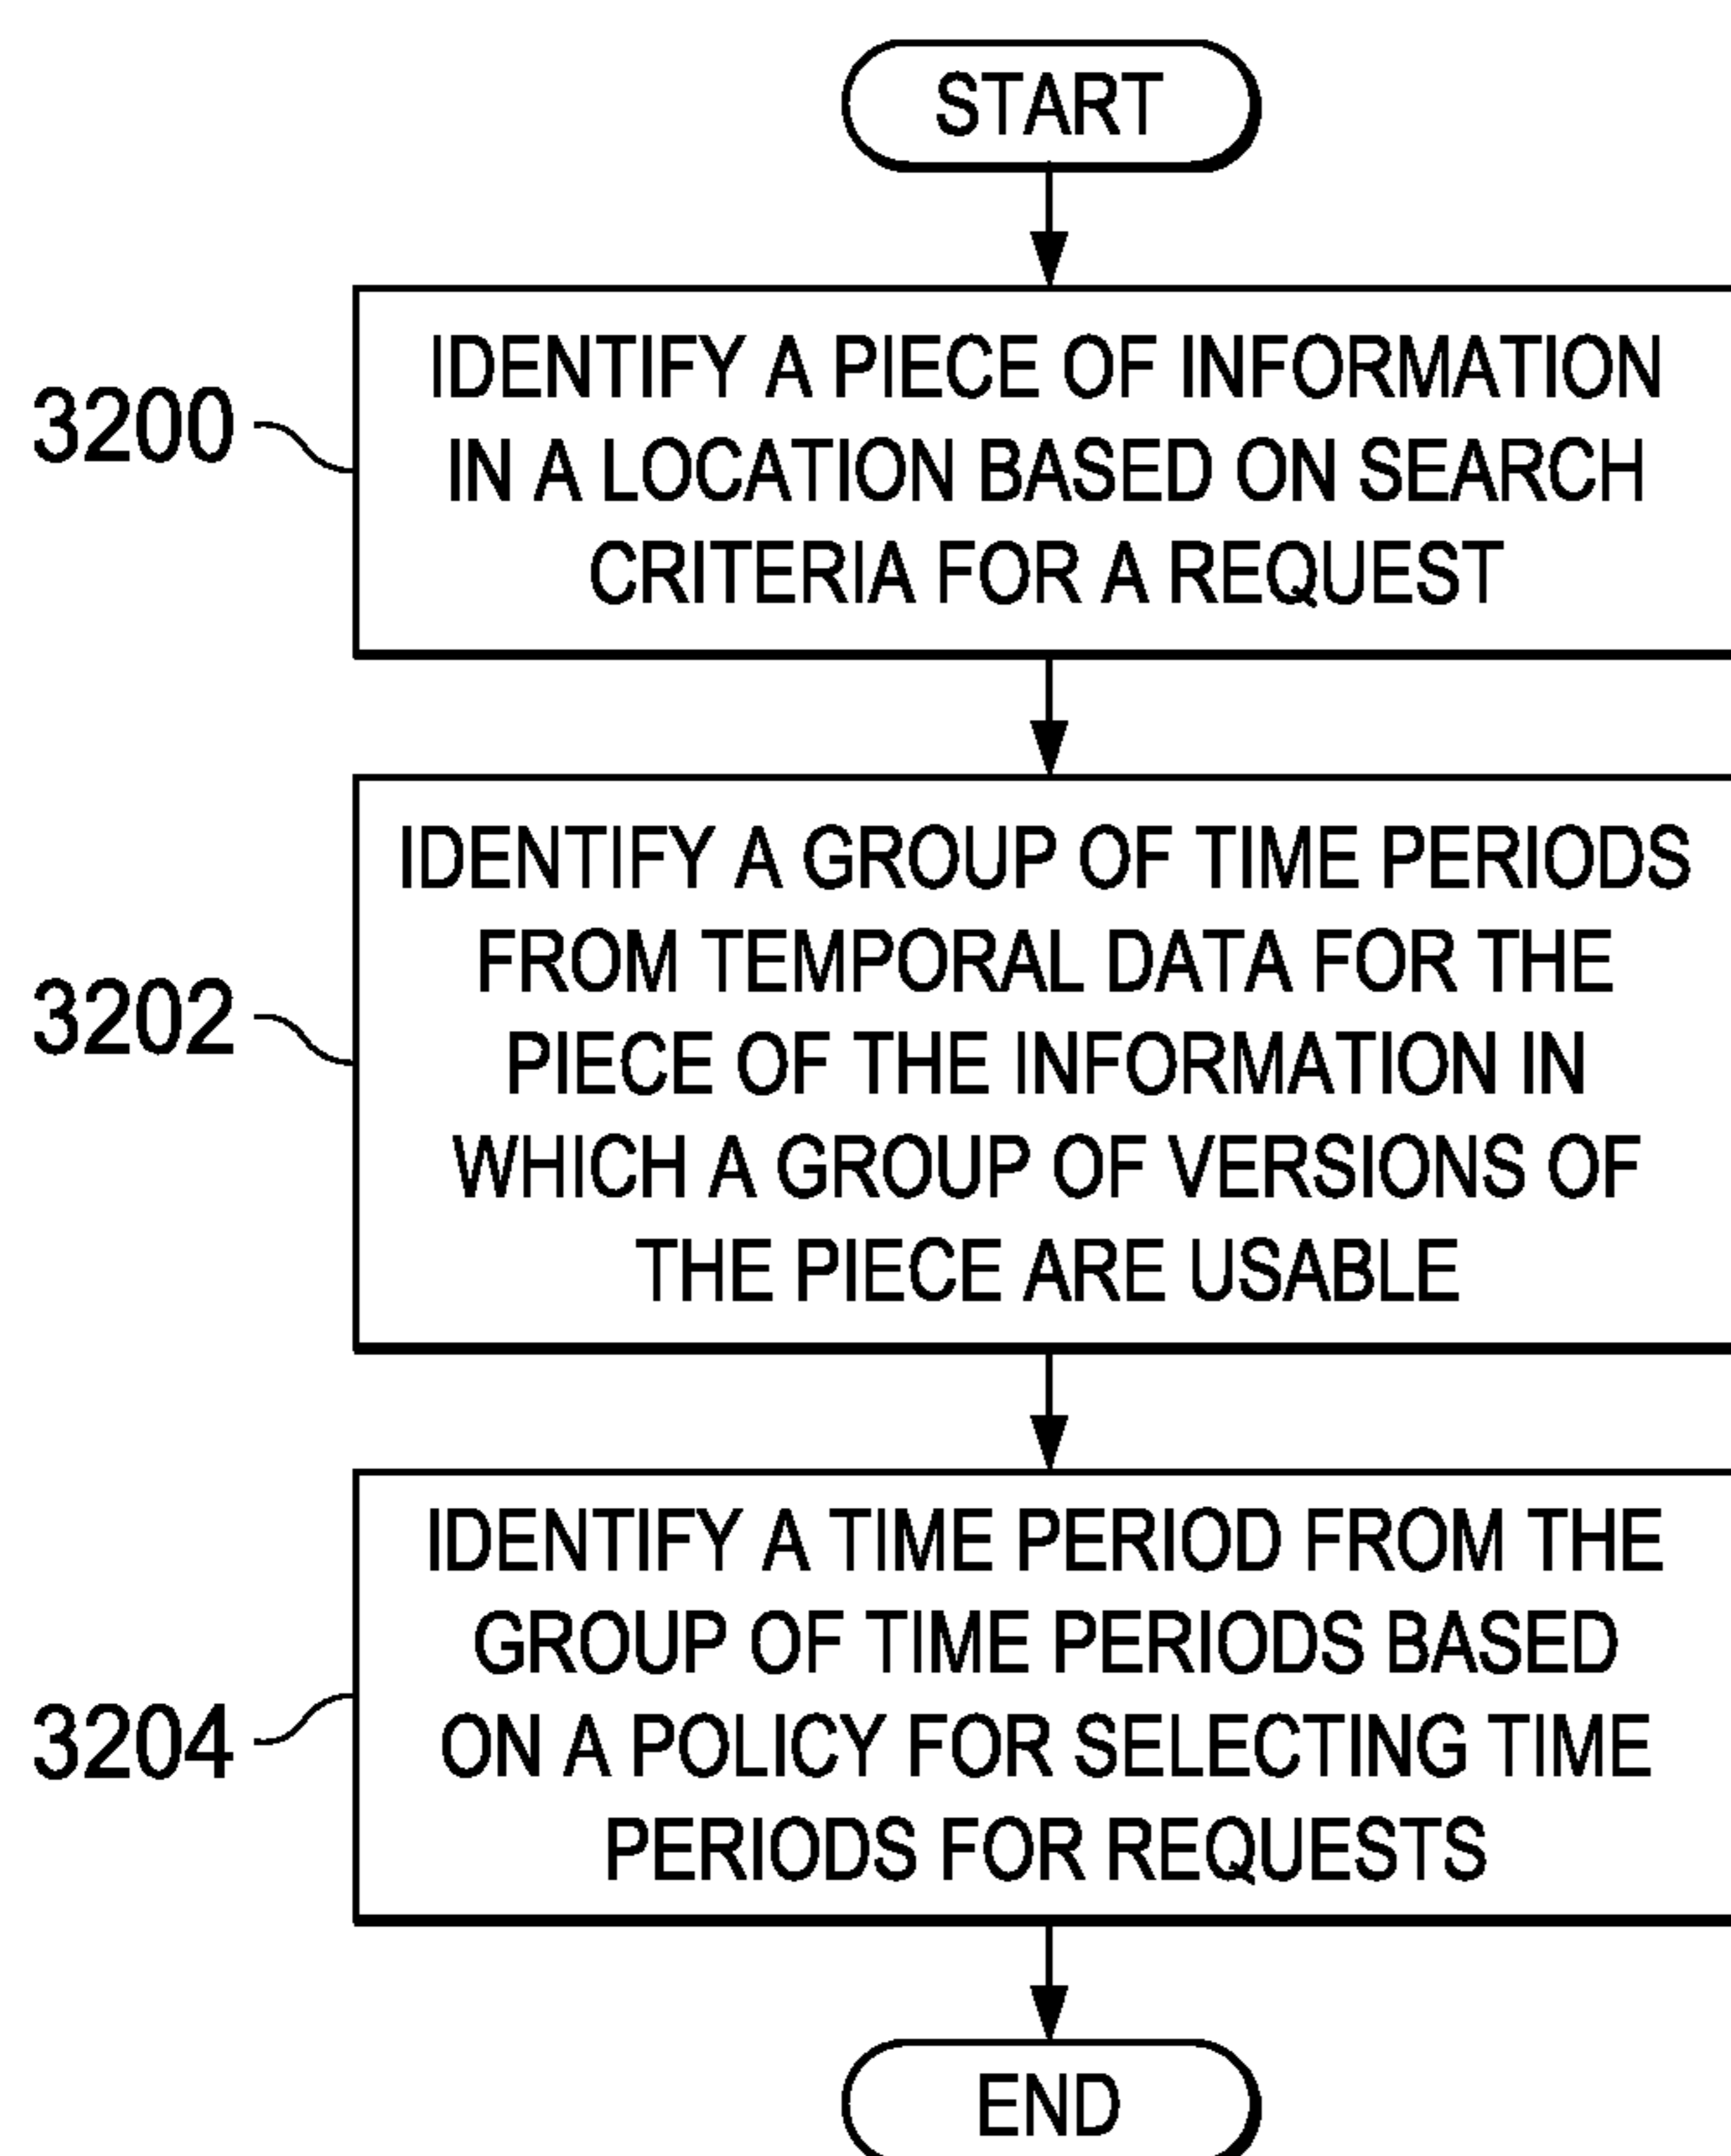 START
3200
IDENTIFY A PIECE OF INFORMATION
IN A LOCATION BASED ON SEARCH
CRITERIA FOR A REQUEST
3202
IDENTIFY A GROUP OF TIME PERIODS
FROM TEMPORAL DATA FOR THE
PIECE OF THE INFORMATION IN
WHICH A GROUP OF VERSIONS OF
THE PIECE ARE USABLE
3204
IDENTIFY A TIME PERIOD FROM THE
GROUP OF TIME PERIODS BASED
ON A POLICY FOR SELECTING TIME
PERIODS FOR REQUESTS
END